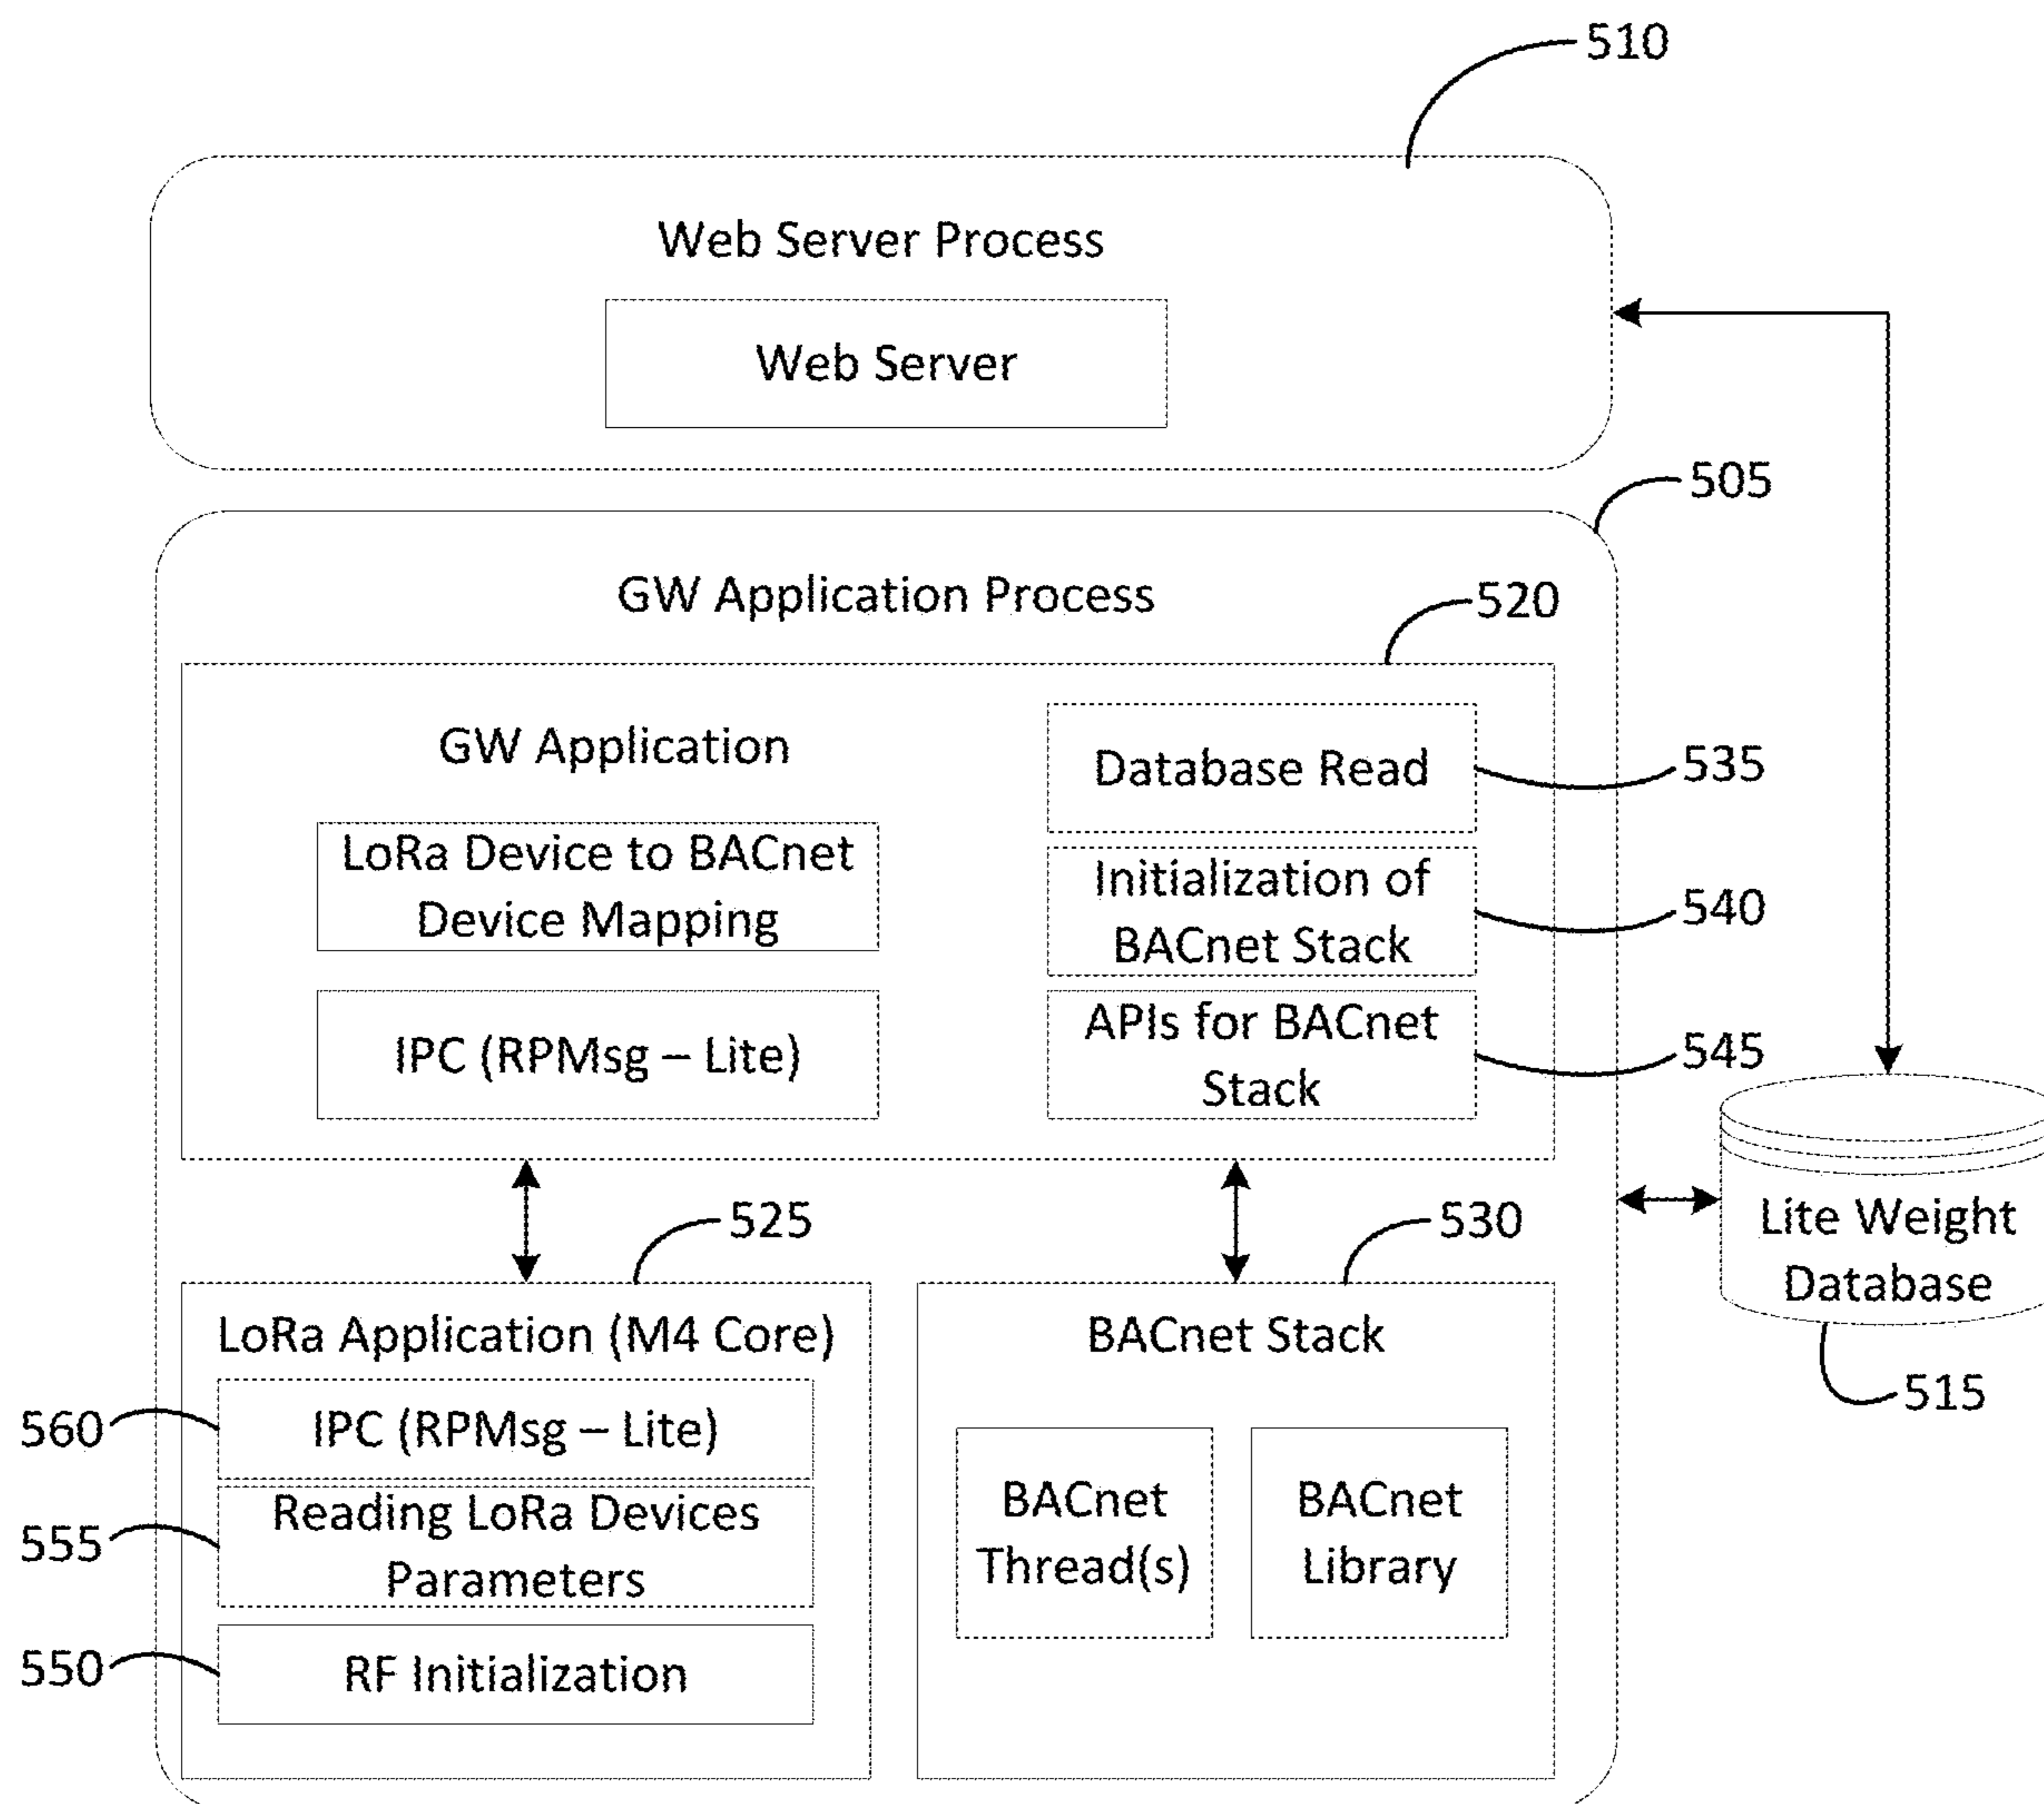 510
Web Server Process
Web Server
505
GW Application Process
520
GW Application
LoRa Device to BACnet
Device Mapping
IPC (RPMsg – Lite)
Database Read
535
Initialization of
BACnet Stack
540
APIs for BACnet
Stack
545
525
LoRa Application (M4 Core)
560
IPC (RPMsg – Lite)
555
Reading LoRa Devices
Parameters
550
RF Initialization
530
BACnet Stack
BACnet
Thread(s)
BACnet
Library
Lite Weight
Database
515